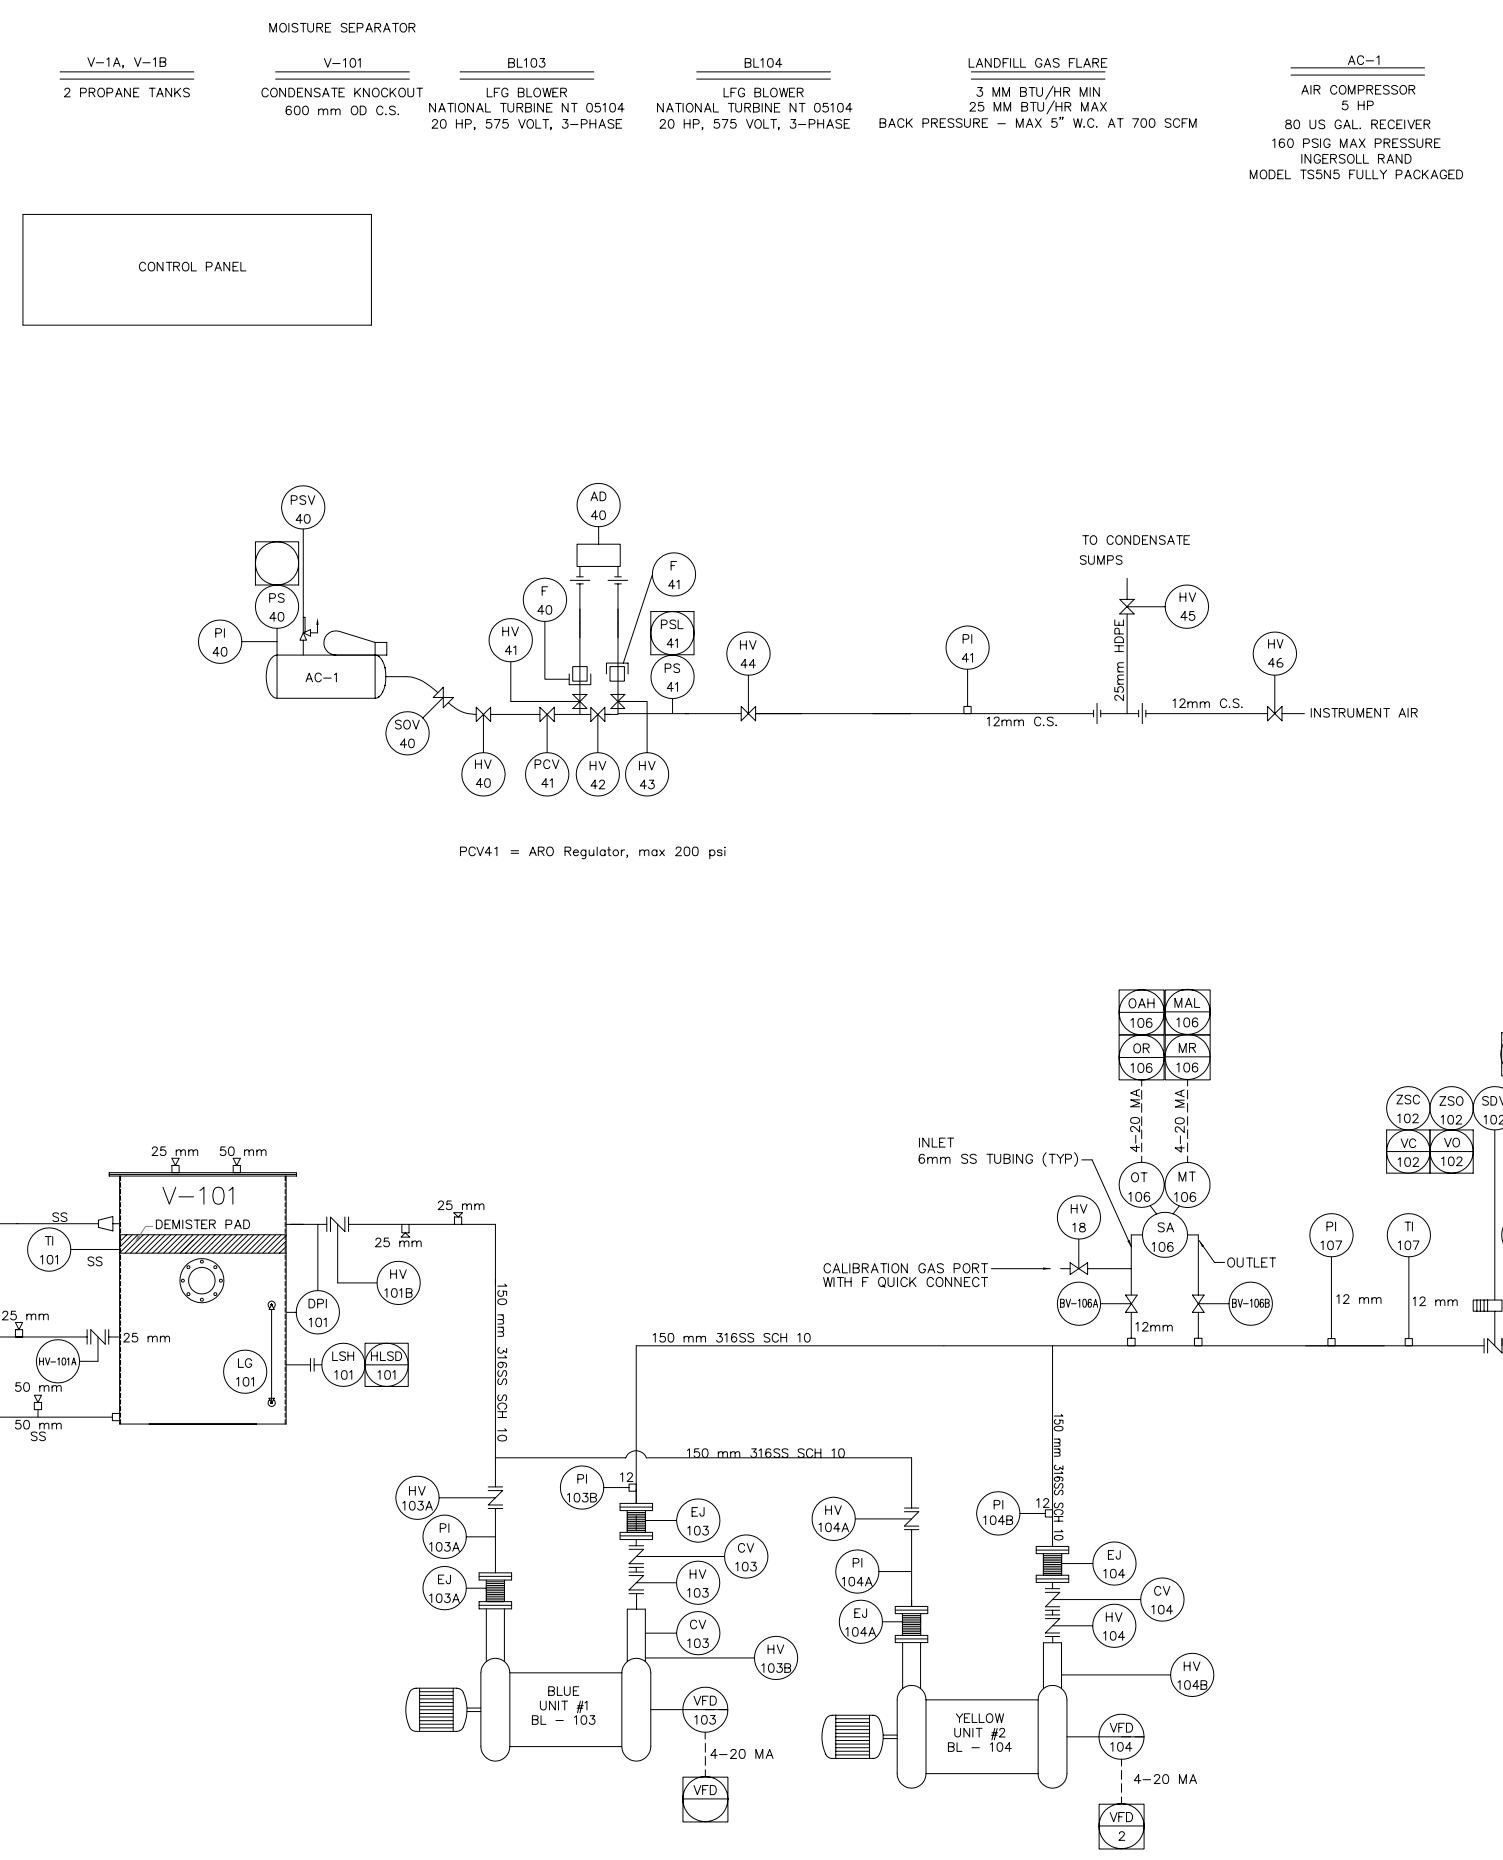 MOISTURE SEPARATOR
V-1A, V-1B
2 PROPANE TANKS
V-101
CONDENSATE KNOCKOUT
600 mm OD C.S.
BL103
LFG BLOWER
NATIONAL TURBINE NT 05104
20 HP, 575 VOLT, 3-PHASE
BL104
LFG BLOWER
NATIONAL TURBINE NT 05104
20 HP, 575 VOLT, 3-PHASE
LANDFILL GAS FLARE
3 MM BTU/HR MIN
25 MM BTU/HR MAX
BACK PRESSURE - MAX 5" W.C. AT 700 SCFM
AC-1
AIR COMPRESSOR
5 HP
80 US GAL. RECEIVER
160 PSIG MAX PRESSURE
INGERSOLL RAND
MODEL TS5N5 FULLY PACKAGED
CONTROL PANEL
PSV
40
PS
40
PI
40
AC-1
SOV
40
AD
40
F
40
F
41
HV
41
PSL
41
PS
41
HV
40
PCV
41
HV
42
HV
43
HV
44
PI
41
TO CONDENSATE
SUMPS
HV
45
25mm HDPE
HV
46
12mm C.S.
12mm C.S.
INSTRUMENT AIR
PCV41 = ARO Regulator, max 200 psi
OAH
106
MAL
106
OR
106
MR
106
4-20 MA
4-20 MA
OT
106
MT
106
SA
106
INLET
6mm SS TUBING (TYP)
HV
18
CALIBRATION GAS PORT
WITH F QUICK CONNECT
OUTLET
BV-106A
BV-106B
12mm
ZSC
102
ZSO
102
SDV
102
VC
102
VO
102
PI
107
TI
107
12 mm
12 mm
25 mm
50 mm
V-101
DEMISTER PAD
SS
TI
101
SS
25 mm
25 mm
HV
101B
DPI
101
25 mm
25 mm
HV-101A
LG
101
LSH
101
HLSD
101
50 mm
50 mm
SS
150 mm 316SS SCH 10
150 mm 316SS SCH 10
150 mm 316SS SCH 10
150 mm 316SS SCH 10
HV
103A
PI
103A
EJ
103A
PI
103B
12
EJ
103
CV
103
HV
103
CV
103
HV
103B
BLUE
UNIT #1
BL - 103
VFD
103
4-20 MA
VFD
HV
104A
PI
104A
EJ
104A
PI
104B
12
EJ
104
CV
104
HV
104
HV
104B
YELLOW
UNIT #2
BL - 104
VFD
104
4-20 MA
VFD
2